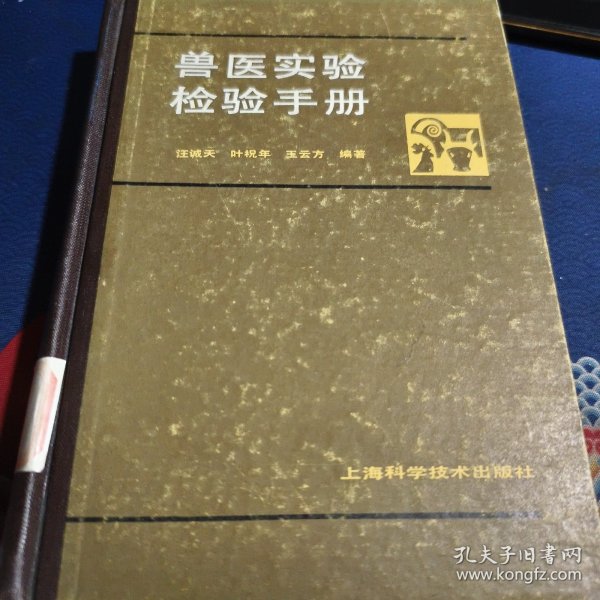 兽医实验
检验手册
汪诚天 叶祝年 王云方 编著
上海科学技术出版社
孔夫子旧书网
www.kongfz.com